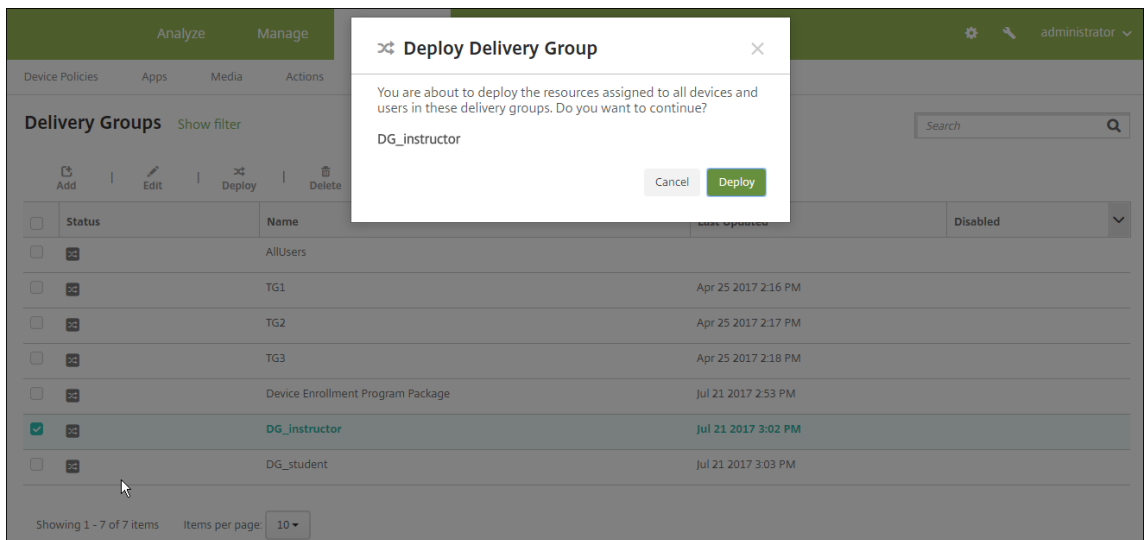 Analyze Manage administrator
Deploy Delivery Group
Device Policies Apps Media Actions
You are about to deploy the resources assigned to all devices and
users in these delivery groups. Do you want to continue?
DG_instructor
Cancel Deploy
Delivery Groups Show filter Search
Add | Edit | Deploy | Delete
Status Name Last Updated Disabled
AllUsers
TG1 Apr 25 2017 2:16 PM
TG2 Apr 25 2017 2:17 PM
TG3 Apr 25 2017 2:18 PM
Device Enrollment Program Package Jul 21 2017 2:53 PM
DG_instructor Jul 21 2017 3:02 PM
DG_student Jul 21 2017 3:03 PM
Showing 1 - 7 of 7 items Items per page: 10